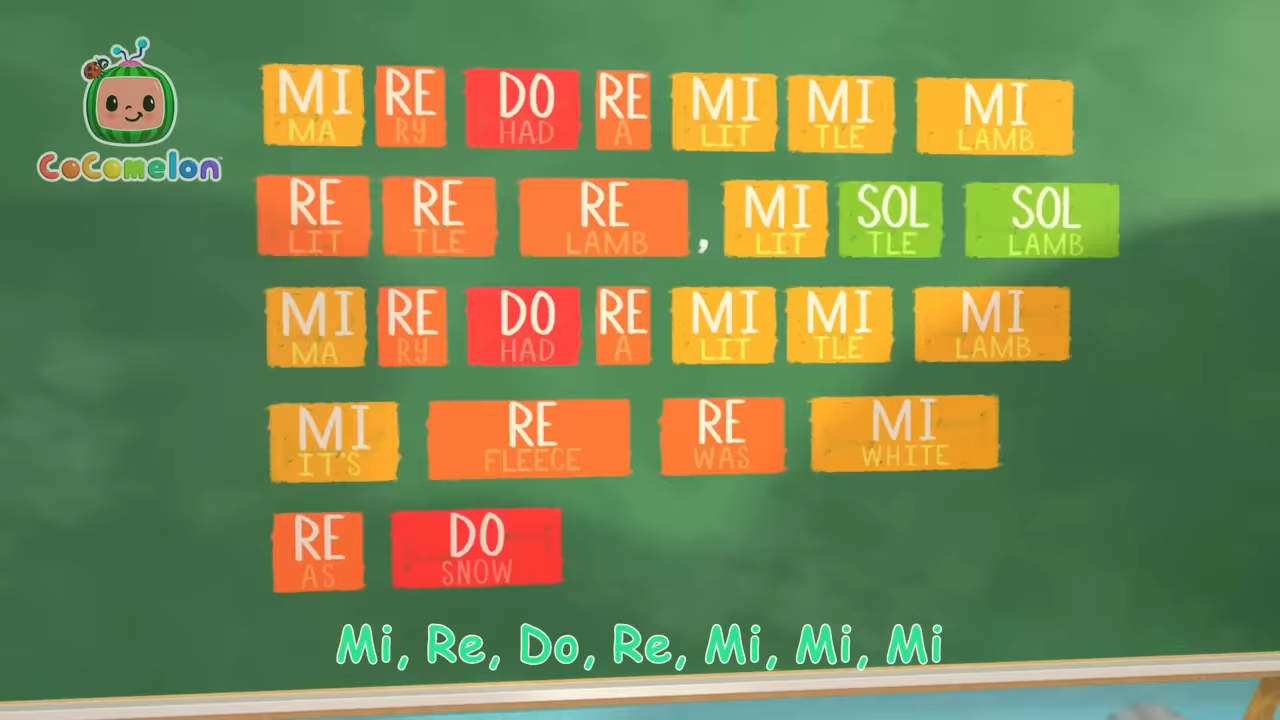 CoComelon
MI RE DO RE MI MI MI
MA RY HAD A LIT TLE LAMB
RE RE RE , MI SOL SOL
LIT TLE LAMB LIT TLE LAMB
MI RE DO RE MI MI MI
MA RY HAD A LIT TLE LAMB
MI RE RE MI
IT'S FLEECE WAS WHITE
RE DO
AS SNOW
Mi, Re, Do, Re, Mi, Mi, Mi